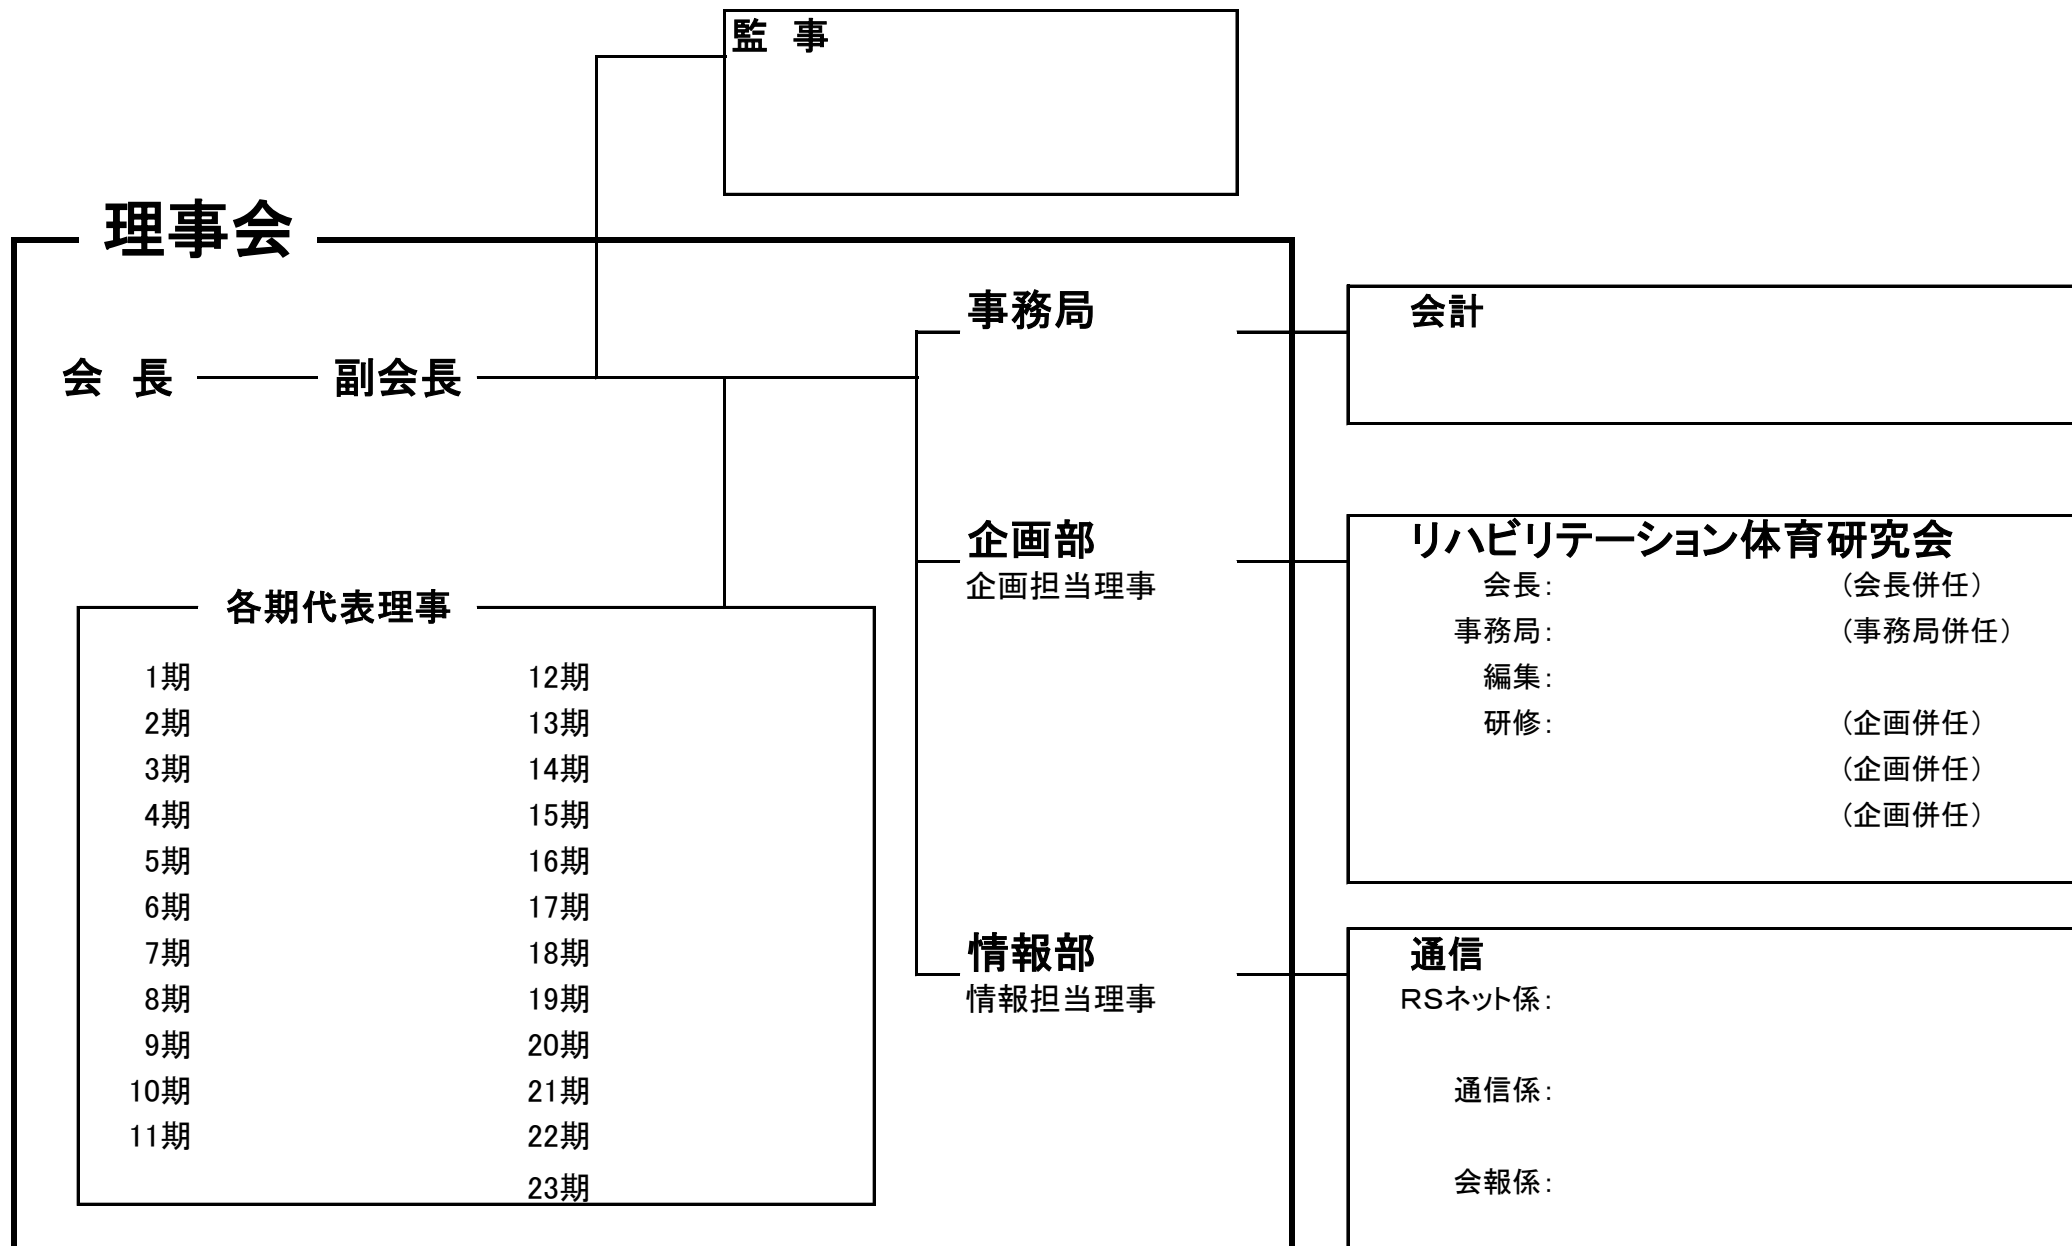 監 事
理事会
会 長
副会長
各期代表理事
1期
2期
3期
4期
5期
6期
7期
8期
9期
10期
11期
12期
13期
14期
15期
16期
17期
18期
19期
20期
21期
22期
23期
事務局
企画部
企画担当理事
情報部
情報担当理事
会計
リハビリテーション体育研究会
会長： （会長併任）
事務局： （事務局併任）
編集：
研修： （企画併任）
（企画併任）
（企画併任）
通信
RSネット係：
通信係：
会報係：